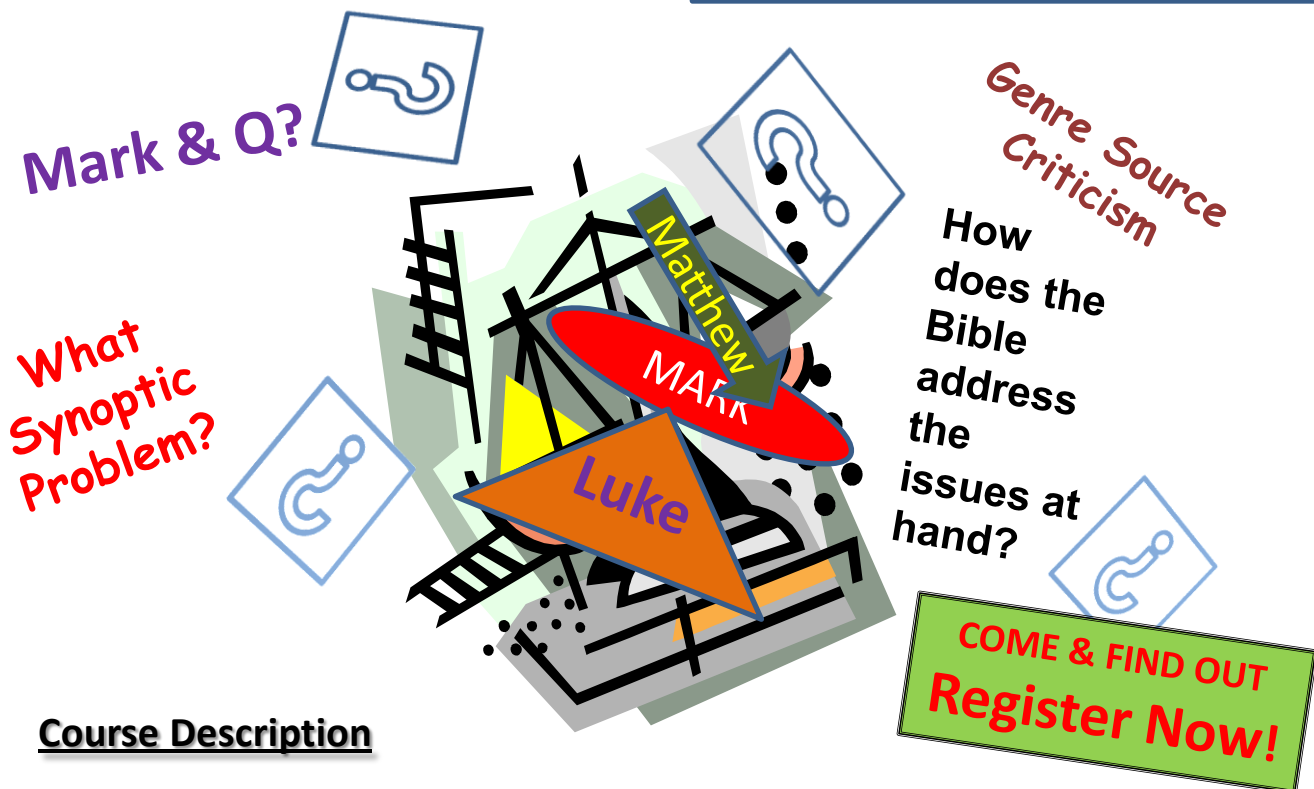 Mark & Q?
Genre Source
Criticism
What
Synoptic
Problem?
Matthew
MARK
Luke
How
does the
Bible
address
the
issues at
hand?
COME & FIND OUT
Register Now!
Course Description